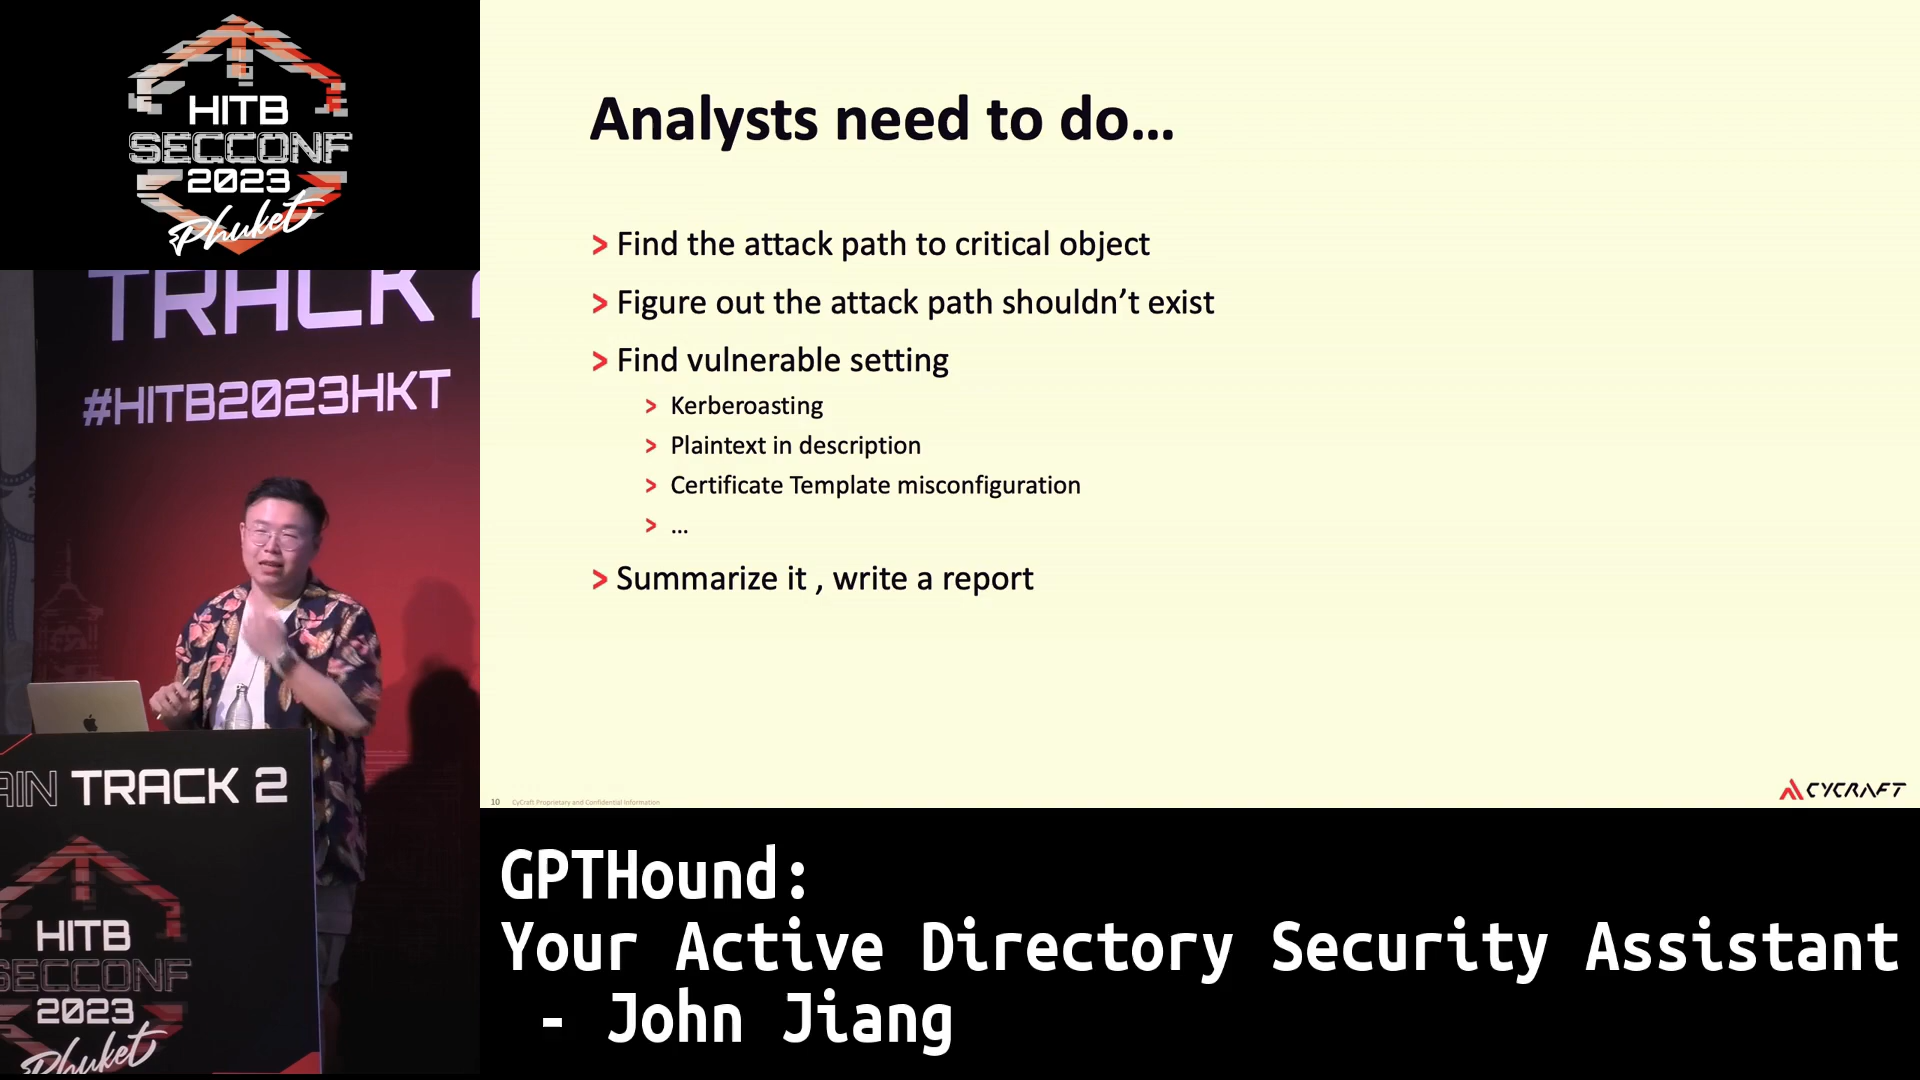 HITB
SECCONF
2023
Phuket
TRACK
#HITB2023HKT
AIN TRACK 2
HITB
SECCONF
2023
Phuket
Analysts need to do...
> Find the attack path to critical object
> Figure out the attack path shouldn't exist
> Find vulnerable setting
> Kerberoasting
> Plaintext in description
> Certificate Template misconfiguration
> ...
> Summarize it , write a report
10 CyCraft Proprietary and Confidential Information
CYCRAFT
GPTHound:
Your Active Directory Security Assistant
- John Jiang